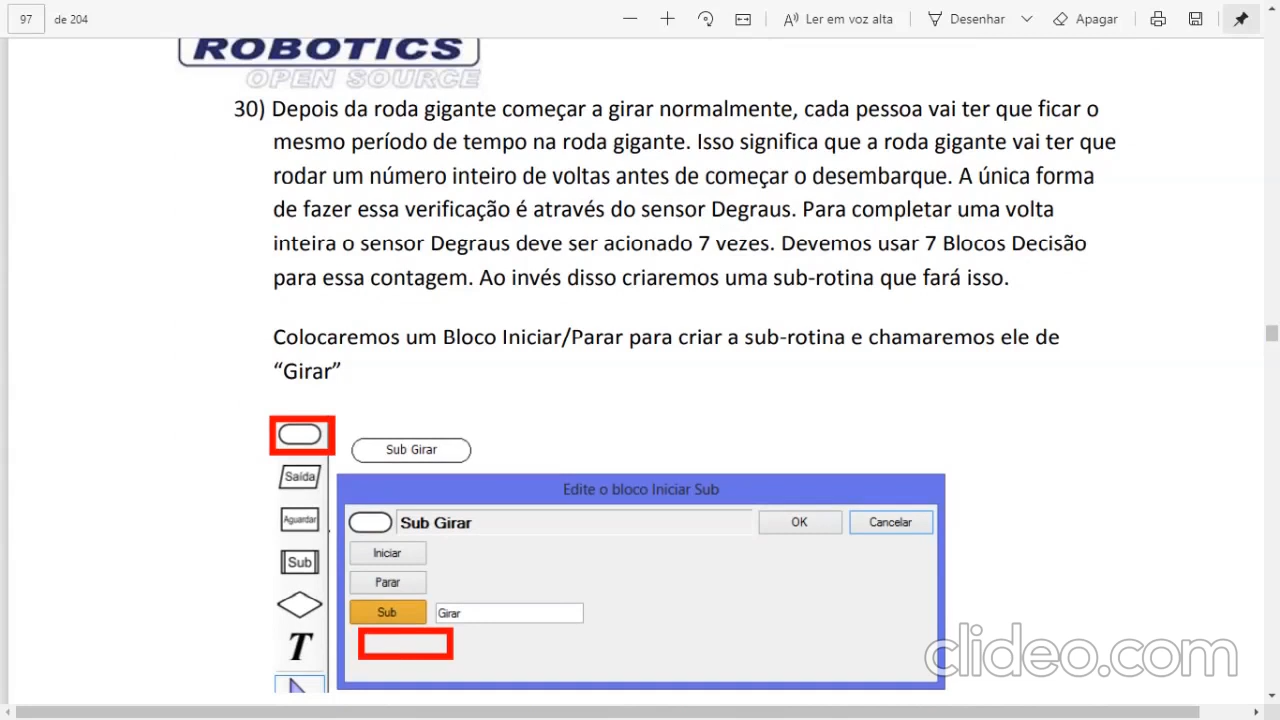 97 de 204
Ler em voz alta
Desenhar
Apagar
ROBOTICS
OPEN SOURCE
30) Depois da roda gigante começar a girar normalmente, cada pessoa vai ter que ficar o
mesmo período de tempo na roda gigante. Isso significa que a roda gigante vai ter que
rodar um número inteiro de voltas antes de começar o desembarque. A única forma
de fazer essa verificação é através do sensor Degraus. Para completar uma volta
inteira o sensor Degraus deve ser acionado 7 vezes. Devemos usar 7 Blocos Decisão
para essa contagem. Ao invés disso criaremos uma sub-rotina que fará isso.
Colocaremos um Bloco Iniciar/Parar para criar a sub-rotina e chamaremos ele de
“Girar”
Sub Girar
Saída
Aguardar
Sub
T
Edite o bloco Iniciar Sub
Sub Girar
OK
Cancelar
Iniciar
Parar
Sub
Girar
clideo.com